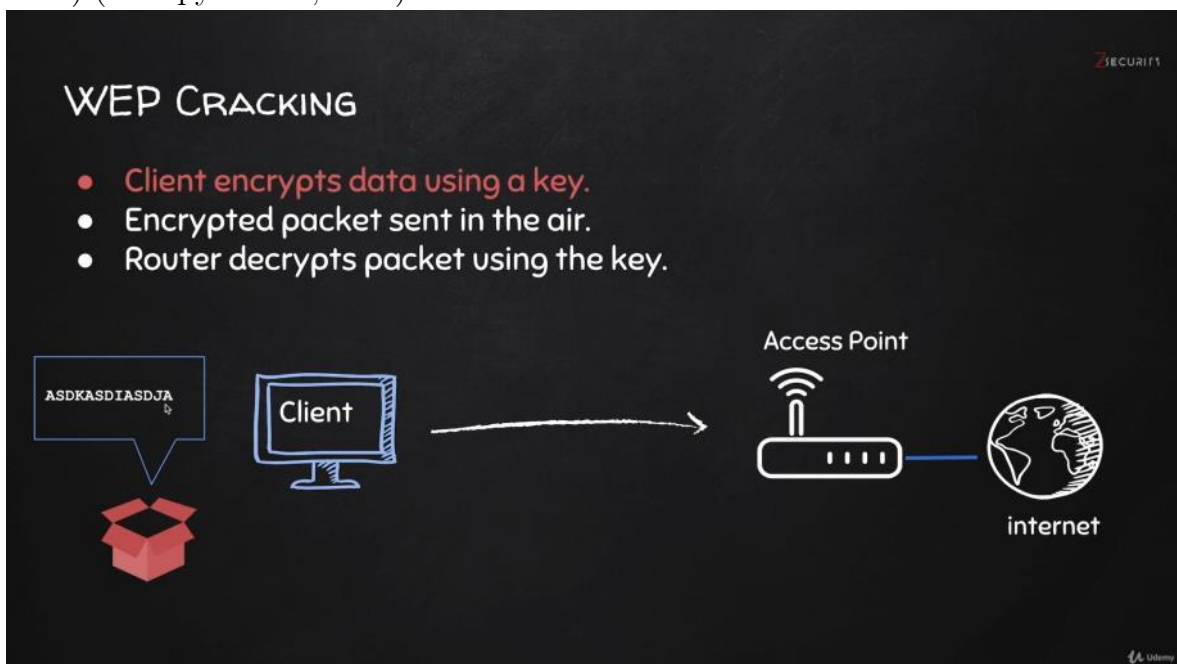 ZSECURITY
WEP CRACKING
● Client encrypts data using a key.
● Encrypted packet sent in the air.
● Router decrypts packet using the key.
Access Point
ASDKASDIASDJA
Client
internet
Udemy